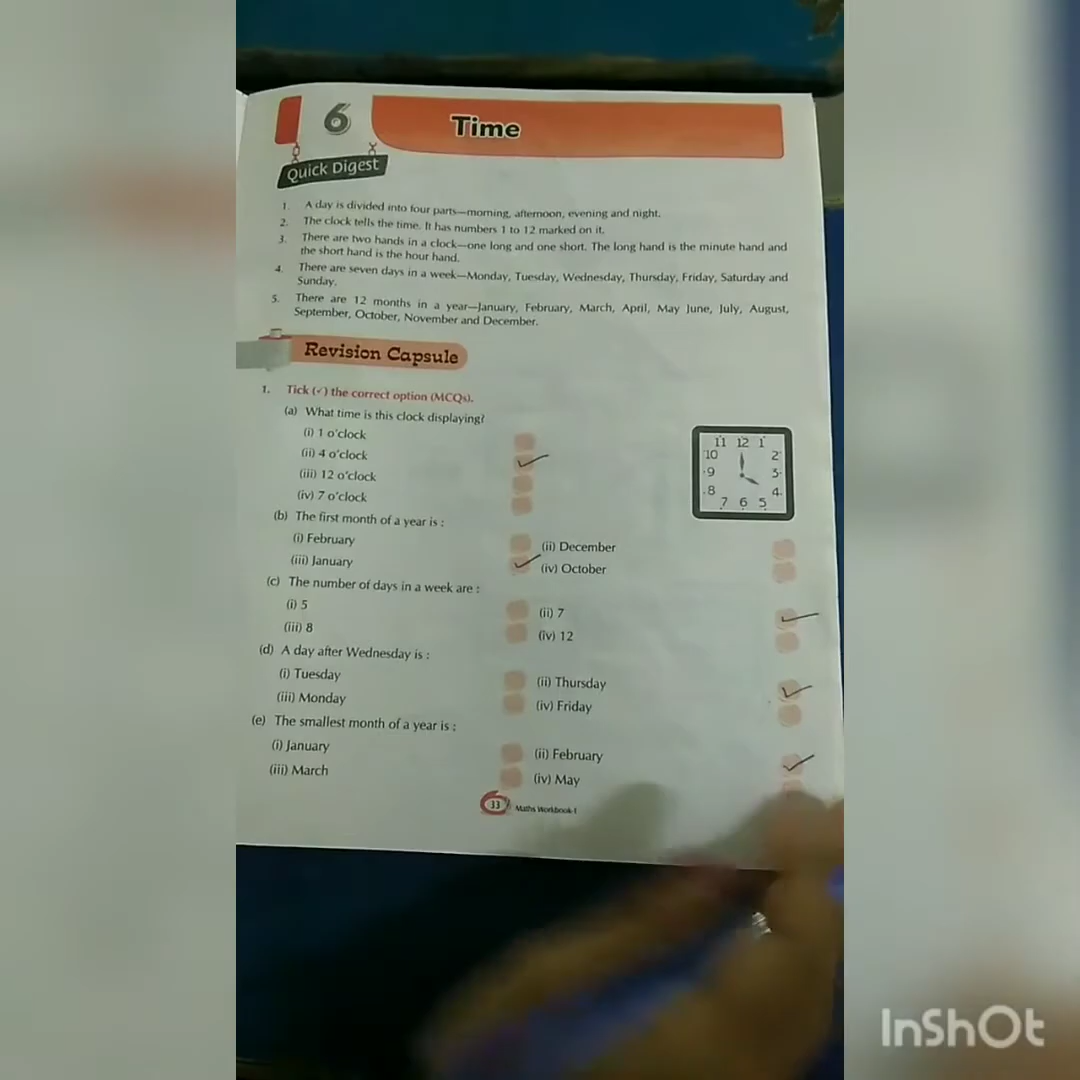 6
Time
Quick Digest
1. A day is divided into four parts—morning, afternoon, evening and night.
2. The clock tells the time. It has numbers 1 to 12 marked on it.
3. There are two hands in a clock—one long and one short. The long hand is the minute hand and
the short hand is the hour hand.
4. There are seven days in a week—Monday, Tuesday, Wednesday, Thursday, Friday, Saturday and
Sunday.
5. There are 12 months in a year—January, February, March, April, May June, July, August,
September, October, November and December.
Revision Capsule
1. Tick (✓) the correct option (MCQs).
(a) What time is this clock displaying?
(i) 1 o'clock
(ii) 4 o'clock
(iii) 12 o'clock
(iv) 7 o'clock
11 12 1
10 2
9 3
8 4
7 6 5
(b) The first month of a year is :
(i) February (ii) December
(iii) January (iv) October
(c) The number of days in a week are :
(i) 5 (ii) 7
(iii) 8 (iv) 12
(d) A day after Wednesday is :
(i) Tuesday (ii) Thursday
(iii) Monday (iv) Friday
(e) The smallest month of a year is :
(i) January (ii) February
(iii) March (iv) May
33 Maths Workbook-1
InShOt